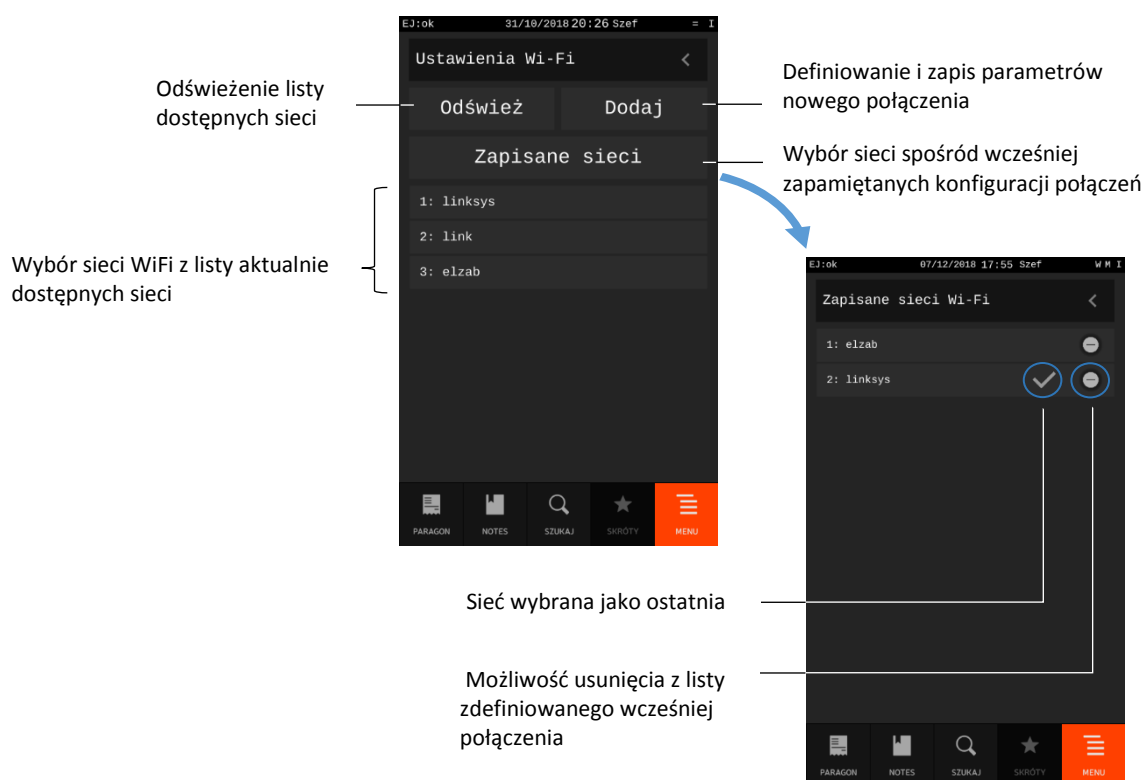 EJ:ok 31/10/2018 20:26 Szef = I
Ustawienia Wi-Fi <
Odśwież Dodaj
Zapisane sieci
1: linksys
2: link
3: elzab
PARAGON NOTES SZUKAJ SKRÓTY MENU
Odświeżenie listy
dostępnych sieci
Definiowanie i zapis parametrów
nowego połączenia
Wybór sieci spośród wcześniej
zapamiętanych konfiguracji połączeń
Wybór sieci WiFi z listy aktualnie
dostępnych sieci
EJ:ok 07/12/2018 17:55 Szef W M I
Zapisane sieci Wi-Fi <
1: elzab
2: linksys
Sieć wybrana jako ostatnia
Możliwość usunięcia z listy
zdefiniowanego wcześniej
połączenia
PARAGON NOTES SZUKAJ SKRÓTY MENU